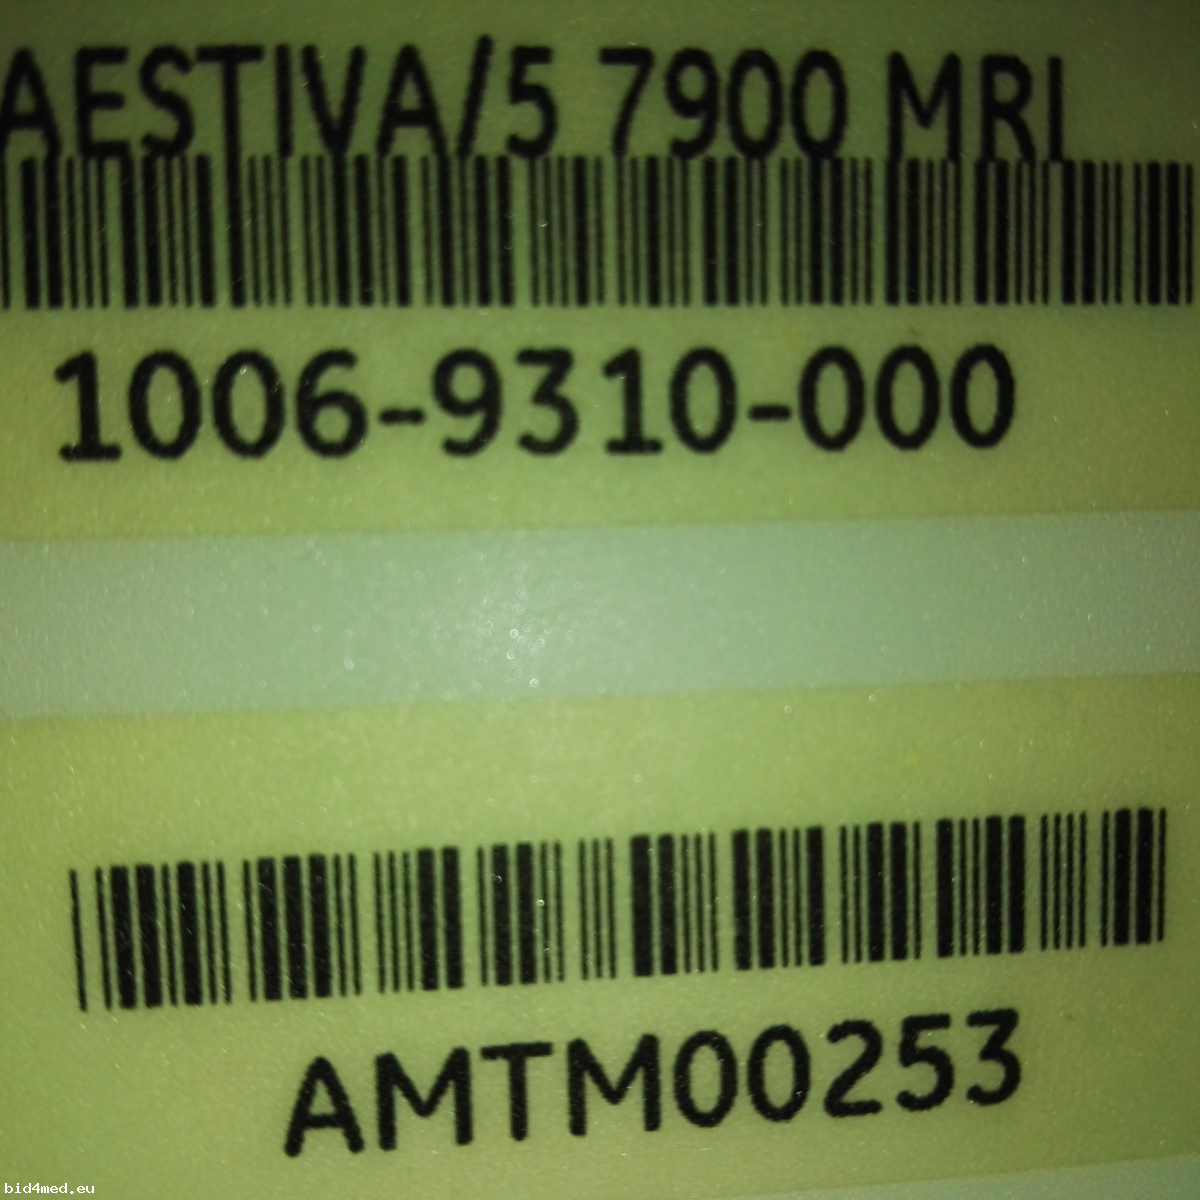 AESTIVA/5 7900 MRI
1006-9310-000
AMTM00253
bid4med.eu